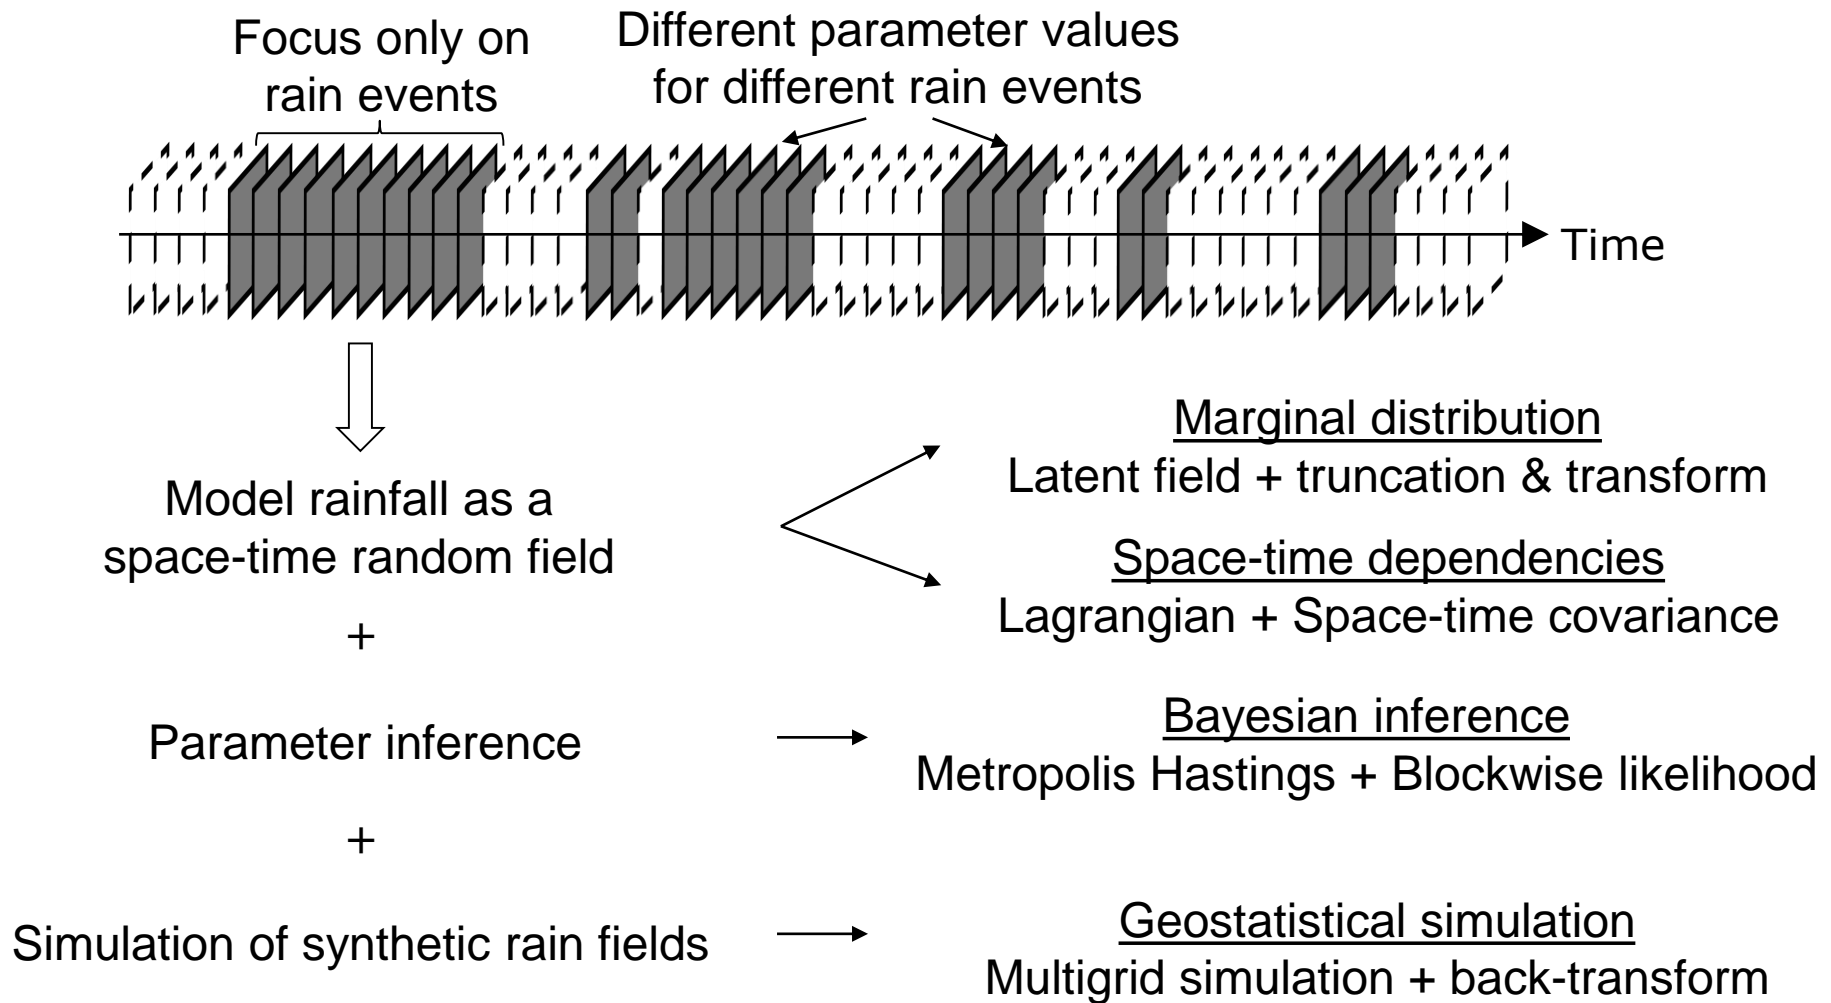 Focus only on
rain events
Different parameter values
for different rain events
Time
Model rainfall as a
space-time random field
Marginal distribution
Latent field + truncation & transform
Space-time dependencies
Lagrangian + Space-time covariance
+
Parameter inference
Bayesian inference
Metropolis Hastings + Blockwise likelihood
+
Simulation of synthetic rain fields
Geostatistical simulation
Multigrid simulation + back-transform